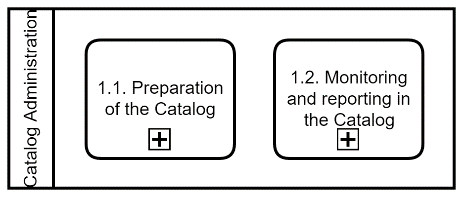 Catalog Administration
1.1. Preparation
of the Catalog
1.2. Monitoring
and reporting in
the Catalog